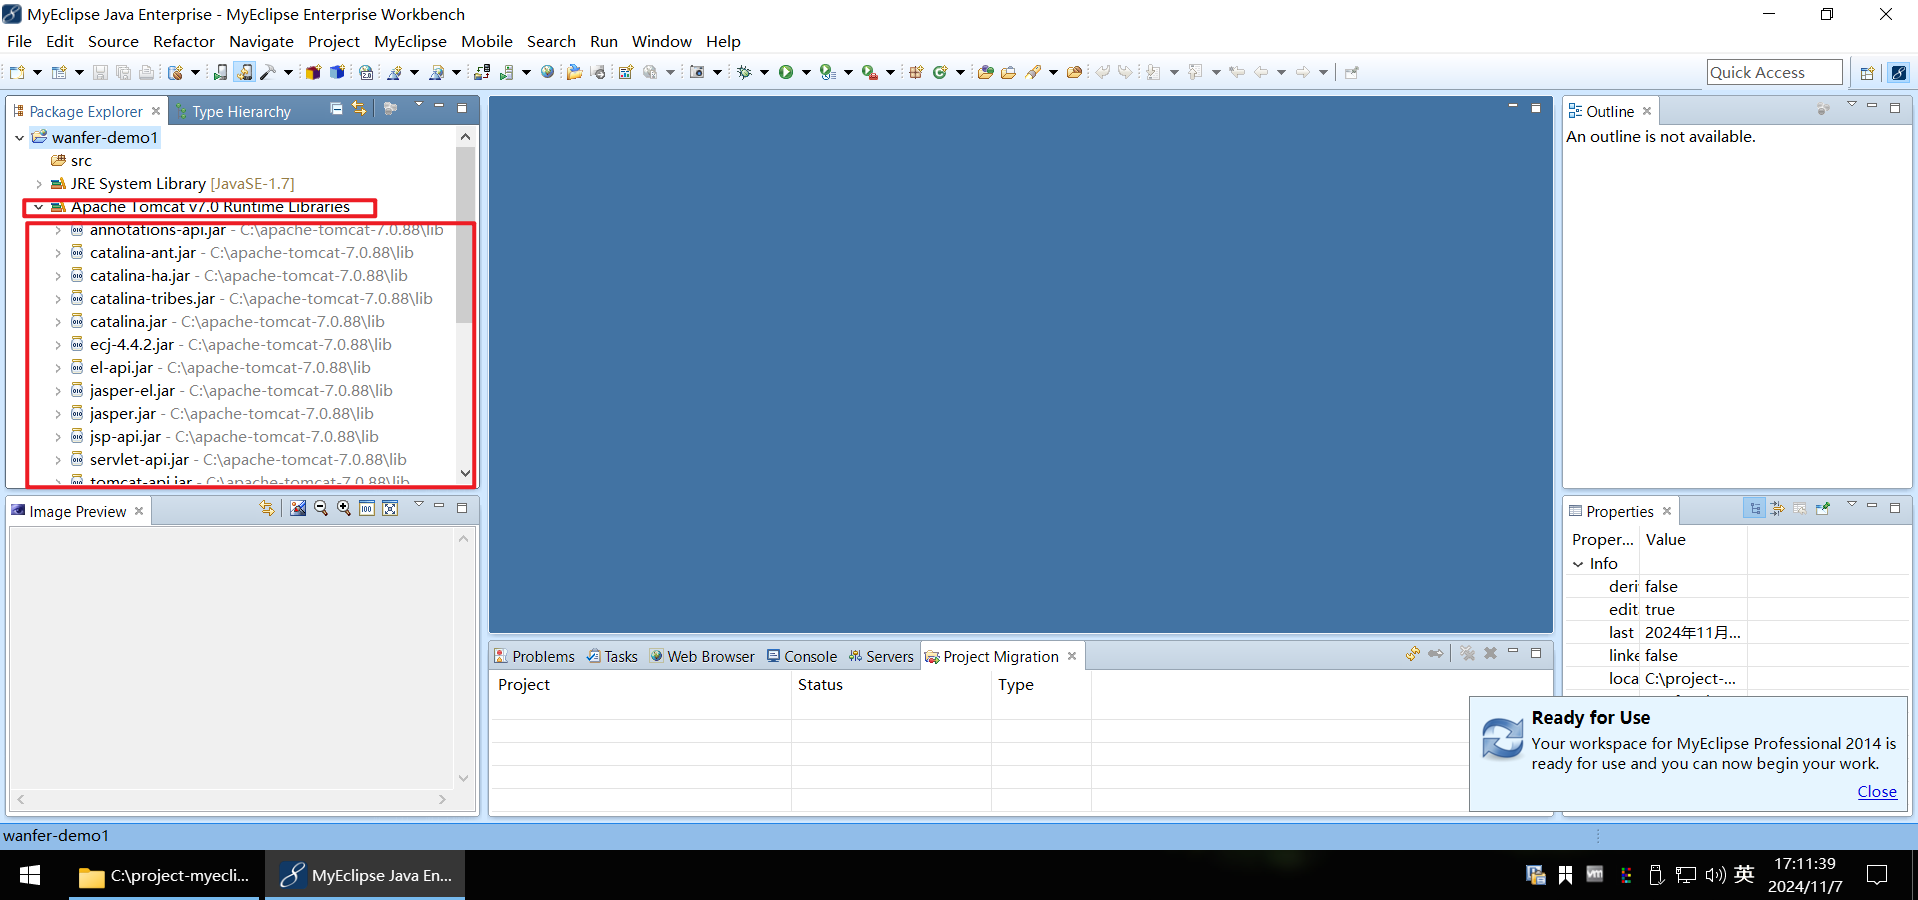 MyEclipse Java Enterprise - MyEclipse Enterprise Workbench
File Edit Source Refactor Navigate Project MyEclipse Mobile Search Run Window Help
Quick Access
Package Explorer
Type Hierarchy
wanfer-demo1
src
JRE System Library [JavaSE-1.7]
Apache Tomcat v7.0 Runtime Libraries
annotations-api.jar - C:\apache-tomcat-7.0.88\lib
catalina-ant.jar - C:\apache-tomcat-7.0.88\lib
catalina-ha.jar - C:\apache-tomcat-7.0.88\lib
catalina-tribes.jar - C:\apache-tomcat-7.0.88\lib
catalina.jar - C:\apache-tomcat-7.0.88\lib
ecj-4.4.2.jar - C:\apache-tomcat-7.0.88\lib
el-api.jar - C:\apache-tomcat-7.0.88\lib
jasper-el.jar - C:\apache-tomcat-7.0.88\lib
jasper.jar - C:\apache-tomcat-7.0.88\lib
jsp-api.jar - C:\apache-tomcat-7.0.88\lib
servlet-api.jar - C:\apache-tomcat-7.0.88\lib
tomcat-api.jar - C:\apache-tomcat-7.0.88\lib
Image Preview
Outline
An outline is not available.
Properties
Proper... Value
Info
deri false
edit true
last 2024年11月...
linke false
loca C:\project-...
Problems Tasks Web Browser Console Servers Project Migration
Project Status Type
Ready for Use
Your workspace for MyEclipse Professional 2014 is
ready for use and you can now begin your work.
Close
wanfer-demo1
C:\project-myecli...
MyEclipse Java En...
英
17:11:39
2024/11/7